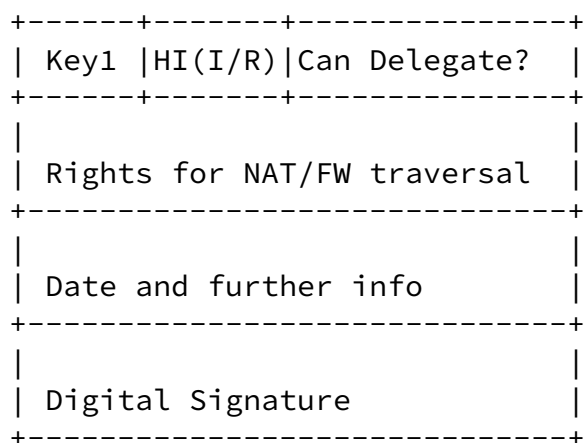 +------+-------+---------------+
| Key1 |HI(I/R)|Can Delegate?  |
+------+-------+---------------+
|                              |
| Rights for NAT/FW traversal  |
+------------------------------+
|                              |
| Date and further info        |
+------------------------------+
|                              |
| Digital Signature            |
+------------------------------+